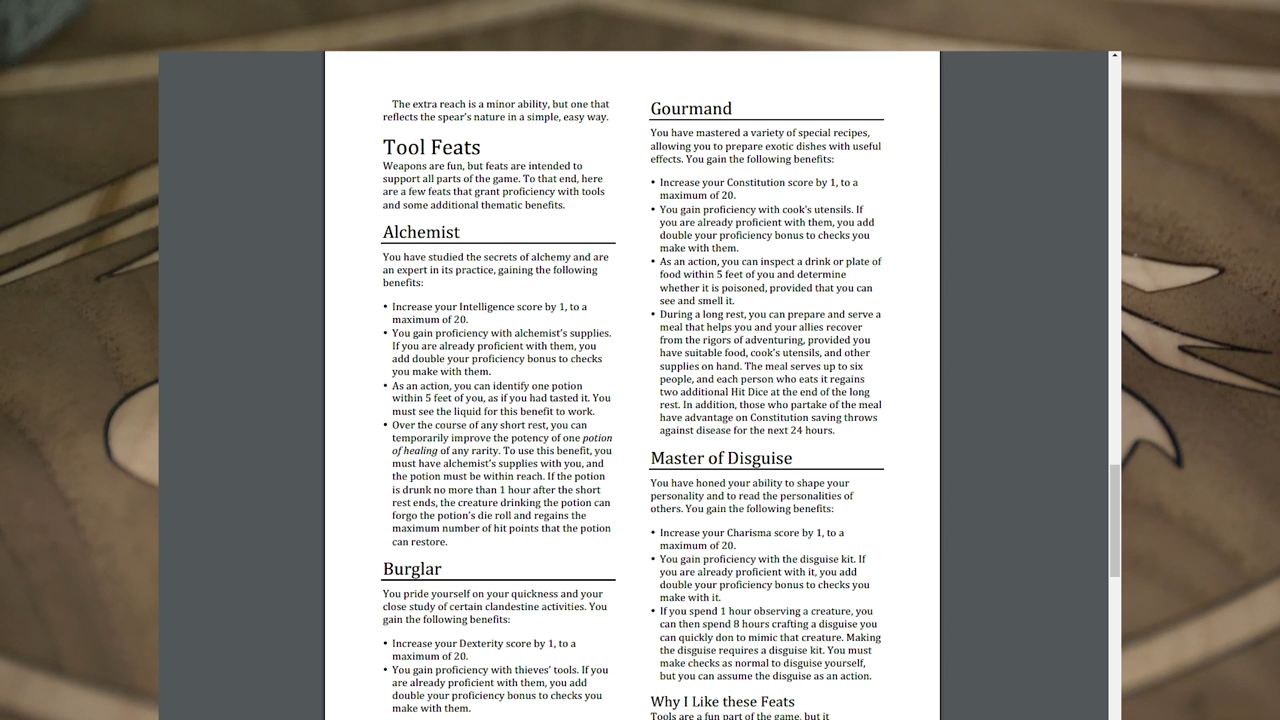 The extra reach is a minor ability, but one that
reflects the spear's nature in a simple, easy way.
Tool Feats
Weapons are fun, but feats are intended to
support all parts of the game. To that end, here
are a few feats that grant proficiency with tools
and some additional thematic benefits.
Alchemist
You have studied the secrets of alchemy and are
an expert in its practice, gaining the following
benefits:
• Increase your Intelligence score by 1, to a
maximum of 20.
• You gain proficiency with alchemist's supplies.
If you are already proficient with them, you
add double your proficiency bonus to checks
you make with them.
• As an action, you can identify one potion
within 5 feet of you, as if you had tasted it. You
must see the liquid for this benefit to work.
• Over the course of any short rest, you can
temporarily improve the potency of one potion
of healing of any rarity. To use this benefit, you
must have alchemist's supplies with you, and
the potion must be within reach. If the potion
is drunk no more than 1 hour after the short
rest ends, the creature drinking the potion can
forgo the potion's die roll and regains the
maximum number of hit points that the potion
can restore.
Burglar
You pride yourself on your quickness and your
close study of certain clandestine activities. You
gain the following benefits:
• Increase your Dexterity score by 1, to a
maximum of 20.
• You gain proficiency with thieves' tools. If you
are already proficient with them, you add
double your proficiency bonus to checks you
make with them.
Gourmand
You have mastered a variety of special recipes,
allowing you to prepare exotic dishes with useful
effects. You gain the following benefits:
• Increase your Constitution score by 1, to a
maximum of 20.
• You gain proficiency with cook's utensils. If
you are already proficient with them, you add
double your proficiency bonus to checks you
make with them.
• As an action, you can inspect a drink or plate of
food within 5 feet of you and determine
whether it is poisoned, provided that you can
see and smell it.
• During a long rest, you can prepare and serve a
meal that helps you and your allies recover
from the rigors of adventuring, provided you
have suitable food, cook's utensils, and other
supplies on hand. The meal serves up to six
people, and each person who eats it regains
two additional Hit Dice at the end of the long
rest. In addition, those who partake of the meal
have advantage on Constitution saving throws
against disease for the next 24 hours.
Master of Disguise
You have honed your ability to shape your
personality and to read the personalities of
others. You gain the following benefits:
• Increase your Charisma score by 1, to a
maximum of 20.
• You gain proficiency with the disguise kit. If
you are already proficient with it, you add
double your proficiency bonus to checks you
make with it.
• If you spend 1 hour observing a creature, you
can then spend 8 hours crafting a disguise you
can quickly don to mimic that creature. Making
the disguise requires a disguise kit. You must
make checks as normal to disguise yourself,
but you can assume the disguise as an action.
Why I Like these Feats
Tools are a fun part of the game, but it